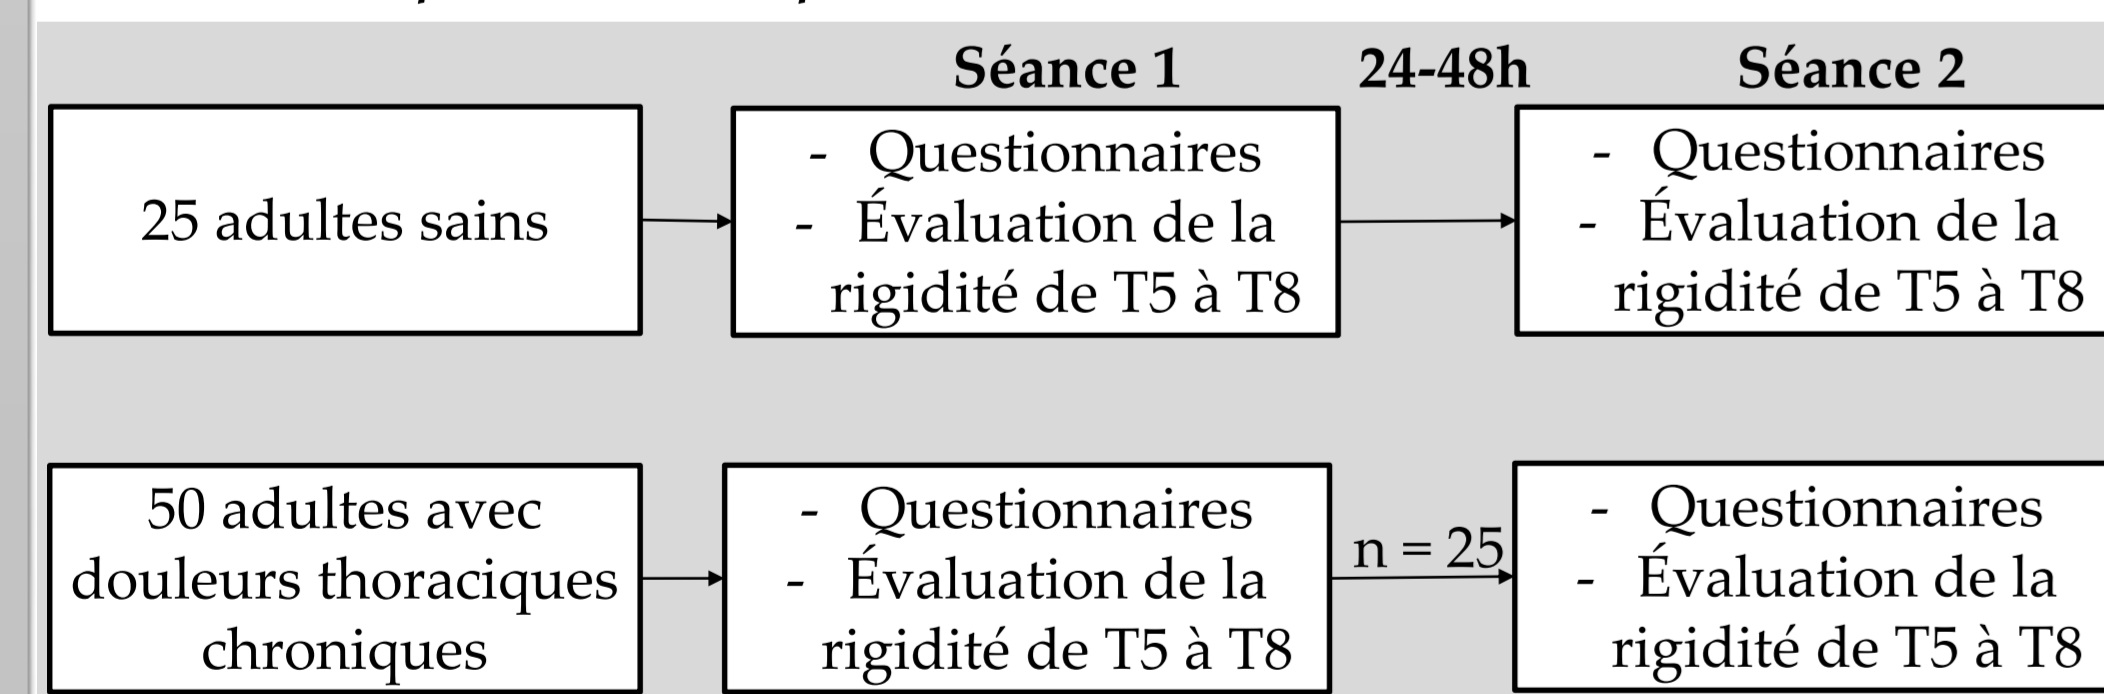 Séance 1
24-48h
Séance 2
25 adultes sains
- Questionnaires
- Évaluation de la
rigidité de T5 à T8
- Questionnaires
- Évaluation de la
rigidité de T5 à T8
50 adultes avec
douleurs thoraciques
chroniques
- Questionnaires
- Évaluation de la
rigidité de T5 à T8
n = 25
- Questionnaires
- Évaluation de la
rigidité de T5 à T8